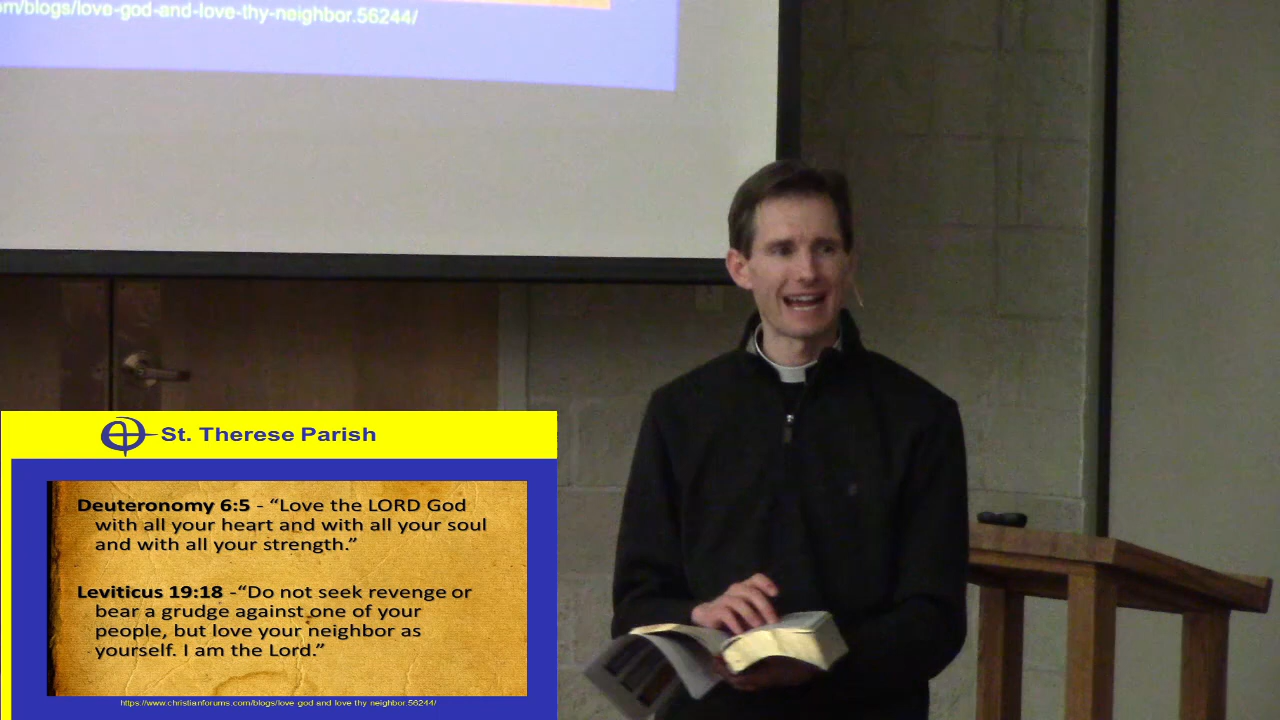 m/blogs/love-god-and-love-thy-neighbor.56244/
St. Therese Parish
Deuteronomy 6:5 - “Love the LORD God
with all your heart and with all your soul
and with all your strength.”
Leviticus 19:18 -“Do not seek revenge or
bear a grudge against one of your
people, but love your neighbor as
yourself. I am the Lord.”
https://www.christianforums.com/blogs/love god and love thy neighbor.56244/